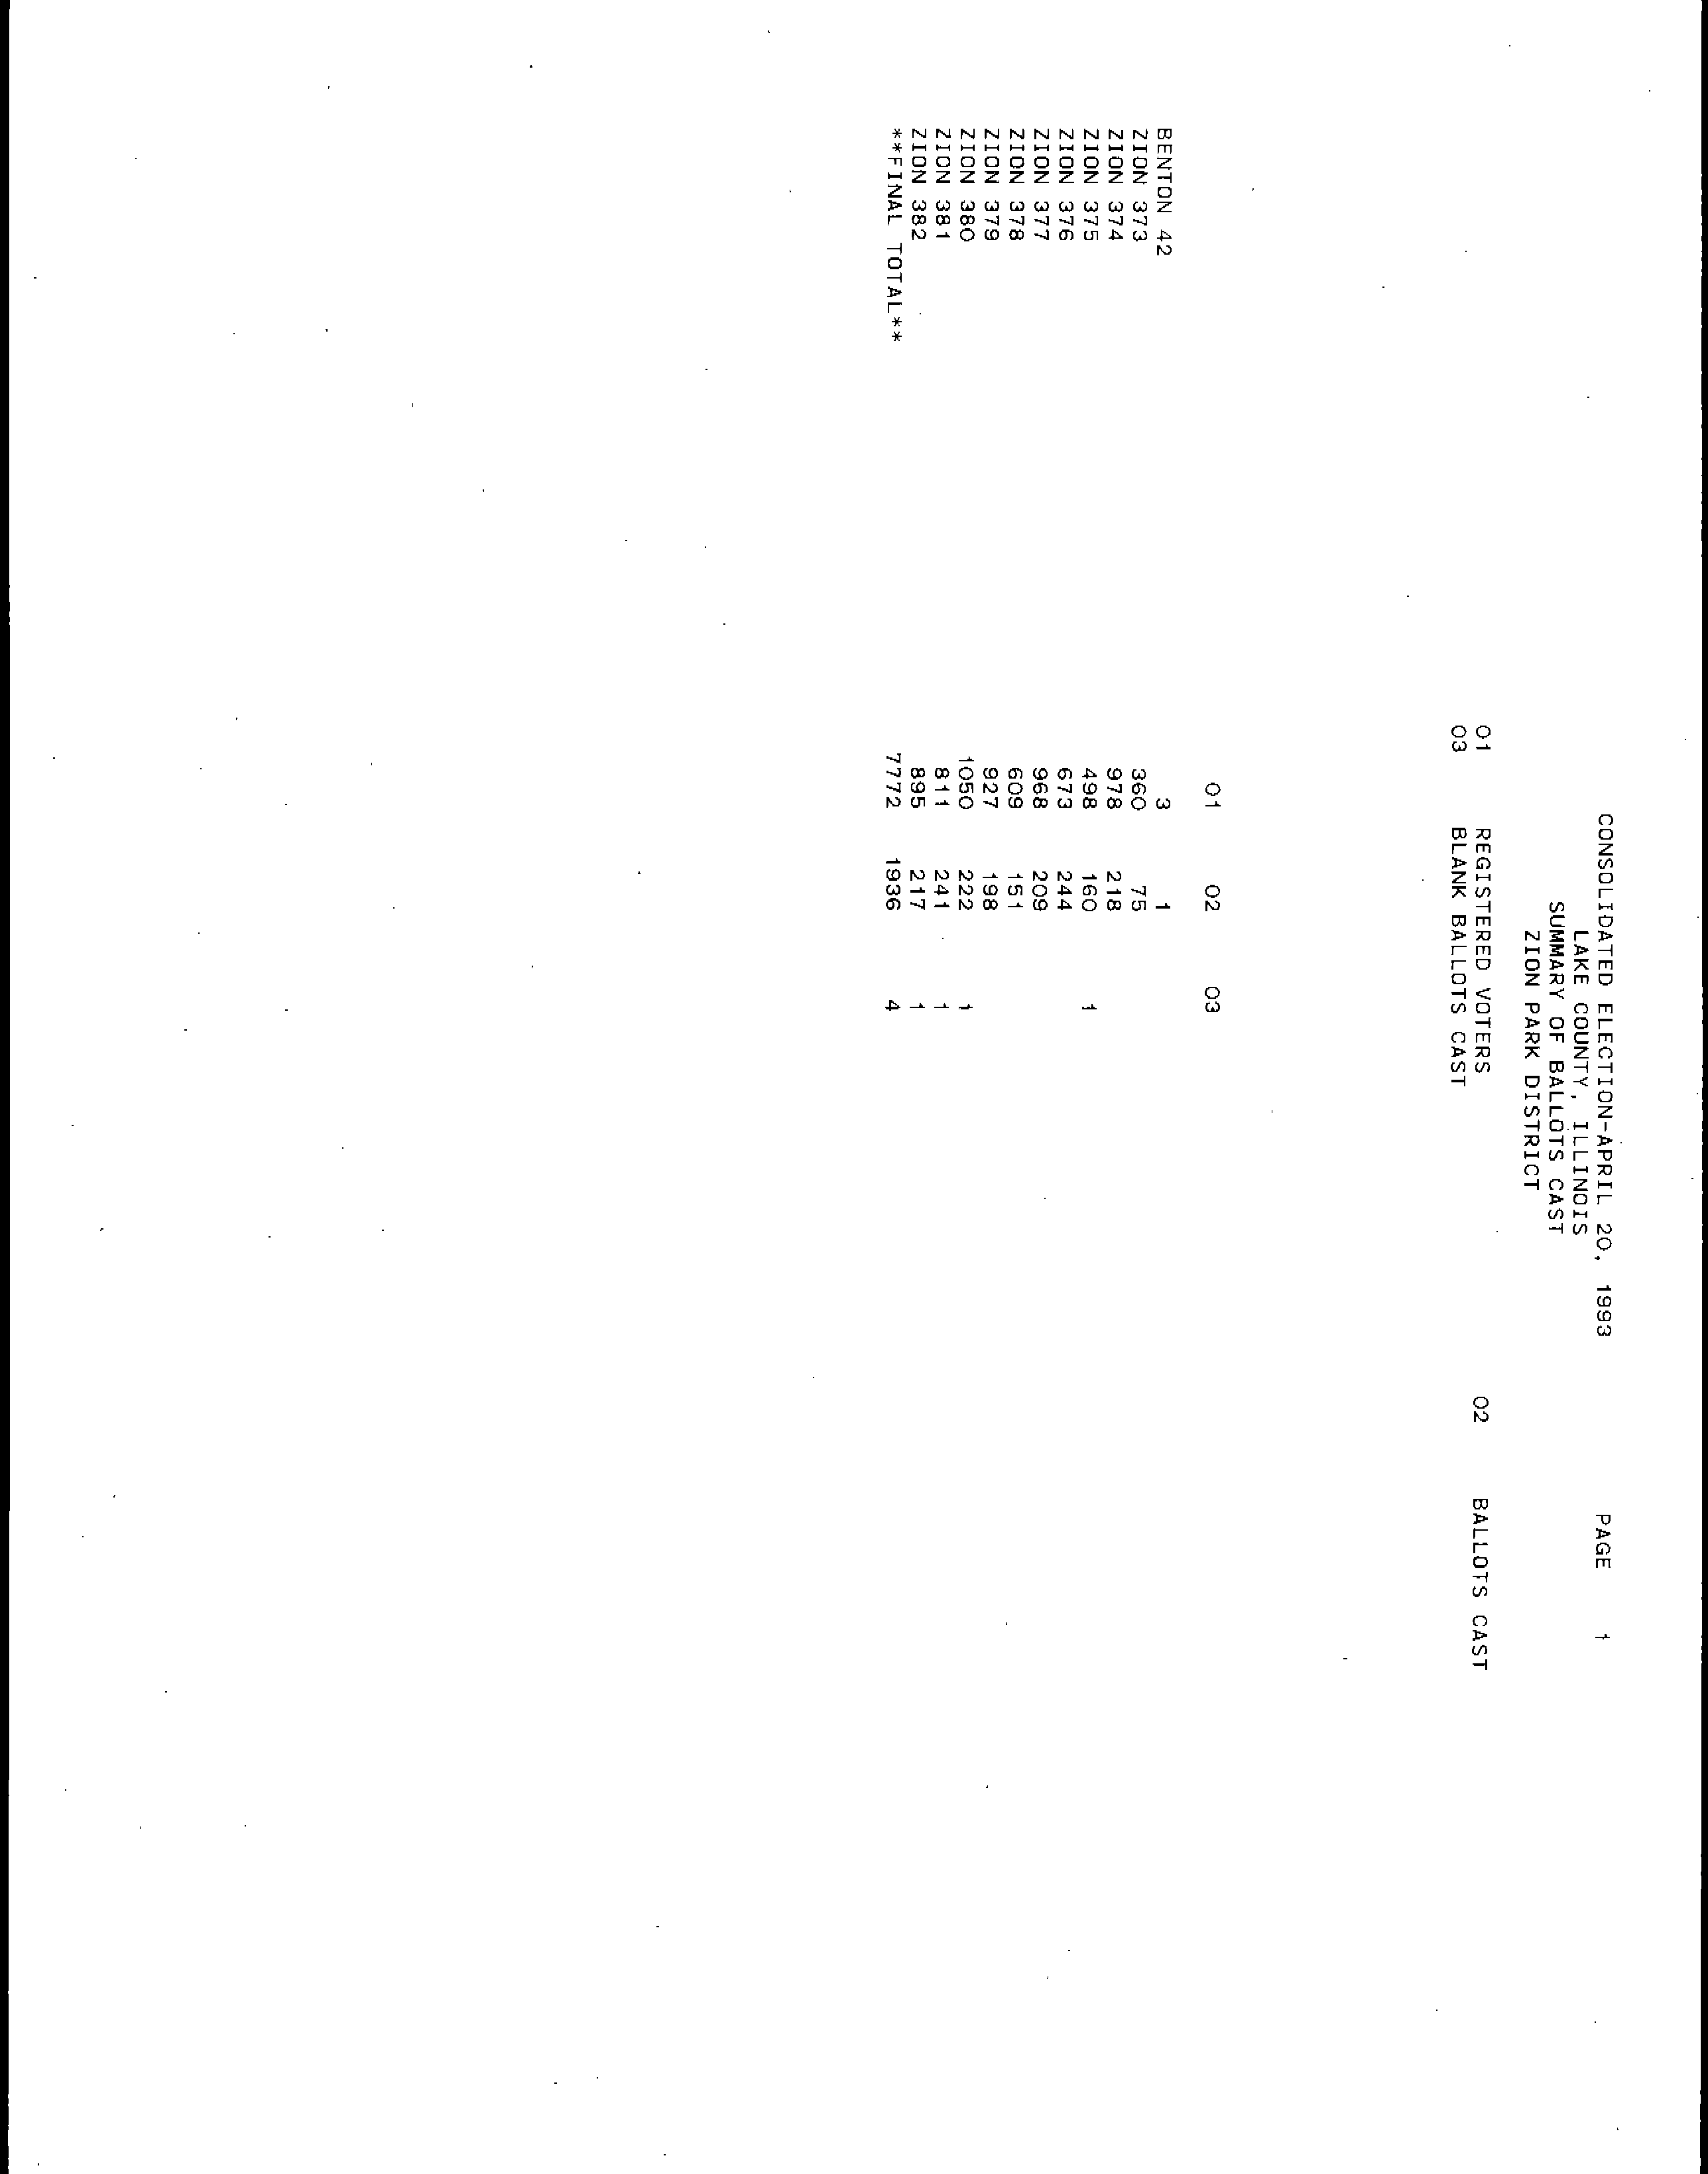 CONSOLIDATED ELECTION-APRIL 20, 1993 PAGE 1
LAKE COUNTY, ILLINOIS
SUMMARY OF BALLOTS CAST
ZION PARK DISTRICT
01 REGISTERED VOTERS 02 BALLOTS CAST
03 BLANK BALLOTS CAST
01 02 03
BENTON 42 3 1
ZION 373 360 75
ZION 374 978 218
ZION 375 498 160 1
ZION 376 673 244
ZION 377 968 209
ZION 378 609 151
ZION 379 927 198
ZION 380 1050 222 1
ZION 381 811 241 1
ZION 382 895 217 1
**FINAL TOTAL** 7772 1936 4